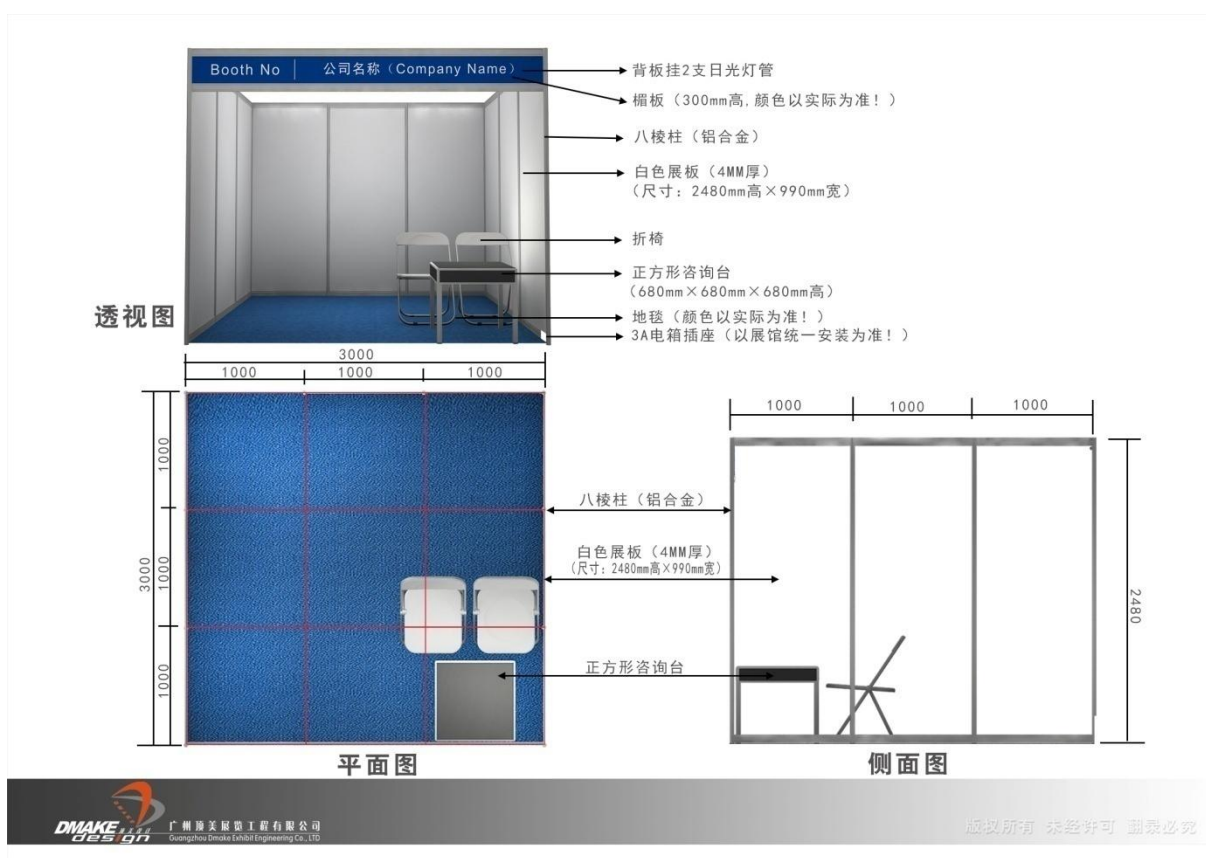 Booth No
公司名称（Company Name）
背板挂2支日光灯管
楣板（300mm高,颜色以实际为准！）
八棱柱（铝合金）
白色展板（4MM厚）
（尺寸：2480mm高×990mm宽）
折椅
正方形咨询台
（680mm×680mm×680mm高）
地毯（颜色以实际为准！）
3A电箱插座（以展馆统一安装为准！）
透视图
3000
1000
1000
1000
3000
1000
1000
1000
1000
1000
1000
2480
八棱柱（铝合金）
白色展板（4MM厚）
（尺寸：2480mm高×990mm宽）
正方形咨询台
平面图
侧面图
DMAKE
design
广州顶美展览工程有限公司
Guangzhou Dmake Exhibit Engineering Co., LTD
版权所有 未经许可 翻录必究